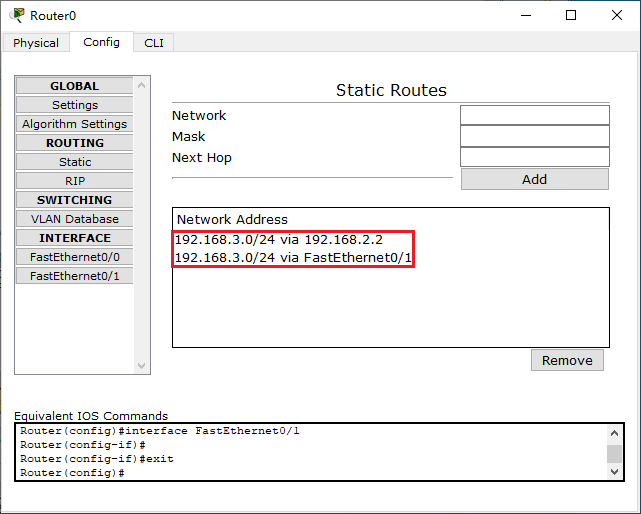 Router0
Physical
Config
CLI
GLOBAL
Settings
Algorithm Settings
ROUTING
Static
RIP
SWITCHING
VLAN Database
INTERFACE
FastEthernet0/0
FastEthernet0/1
Static Routes
Network
Mask
Next Hop
Add
Network Address
192.168.3.0/24 via 192.168.2.2
192.168.3.0/24 via FastEthernet0/1
Remove
Equivalent IOS Commands
Router(config)#interface FastEthernet0/1
Router(config-if)#
Router(config-if)#exit
Router(config)#